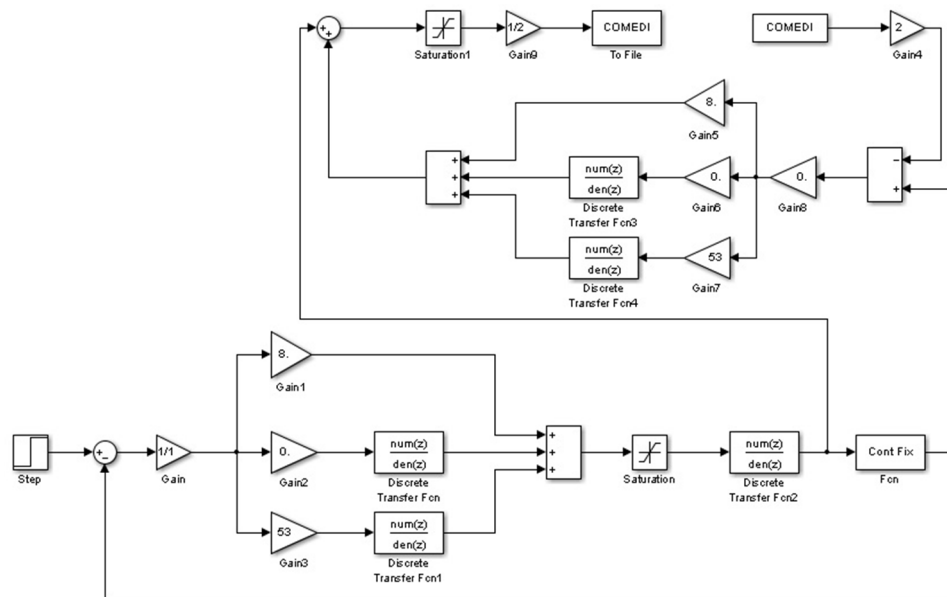 +
+
Saturation1
1/2
Gain9
COMEDI
To File
COMEDI
2
Gain4
8.
Gain5
+
+
+
num(z)
den(z)
Discrete
Transfer Fcn3
0.
Gain6
0.
Gain8
−
+
num(z)
den(z)
Discrete
Transfer Fcn4
53
Gain7
8.
Gain1
Step
+
−
1/1
Gain
0.
Gain2
num(z)
den(z)
Discrete
Transfer Fcn
+
+
+
Saturation
num(z)
den(z)
Discrete
Transfer Fcn2
Cont Fix
Fcn
53
Gain3
num(z)
den(z)
Discrete
Transfer Fcn1